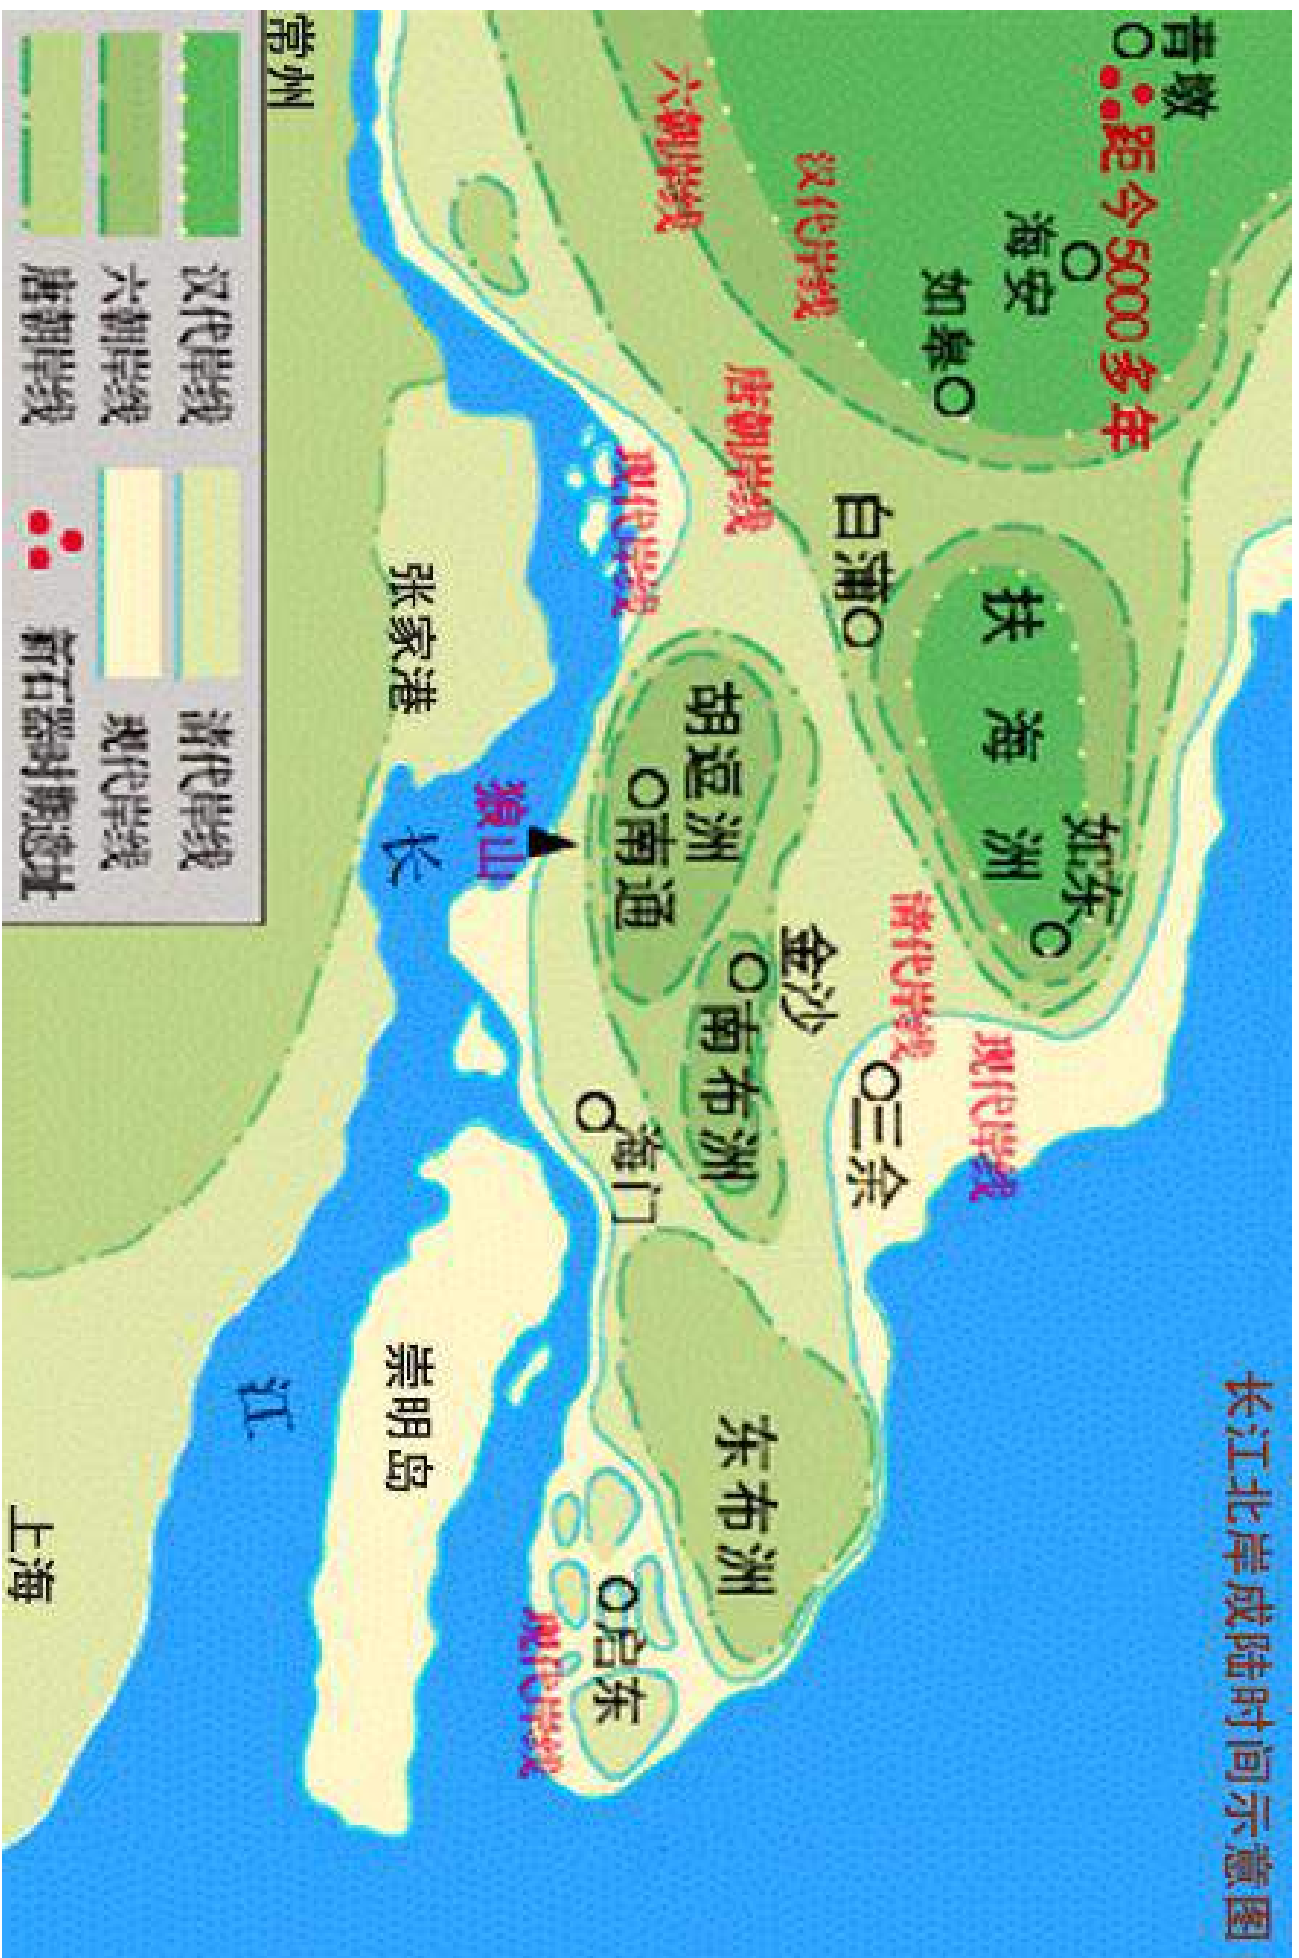 长江北岸成陆时间示意图
青墩
距今5000多年
海安
如皋
汉代岸线
六朝岸线
唐朝岸线
现代岸线
白蒲
扶海洲
如东
清代岸线
现代岸线
胡逗洲
南通
金沙
南布洲
三余
海门
东布洲
启东
现代岸线
狼山
张家港
常州
长江
崇明岛
上海
汉代岸线
清代岸线
六朝岸线
现代岸线
唐朝岸线
新石器时期遗址